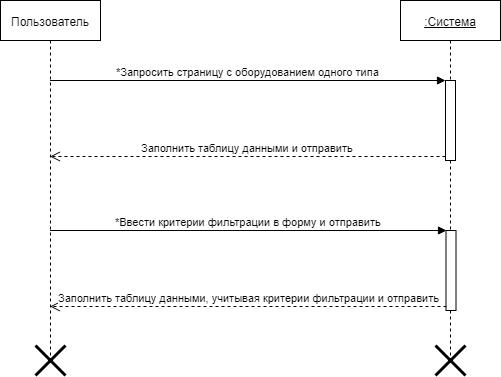 Пользователь
:Система
*Запросить страницу с оборудованием одного типа
Заполнить таблицу данными и отправить
*Ввести критерии фильтрации в форму и отправить
Заполнить таблицу данными, учитывая критерии фильтрации и отправить